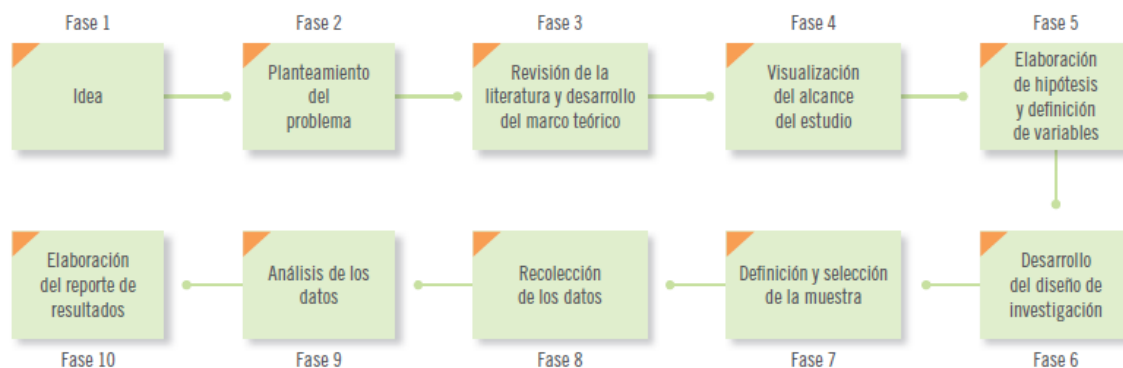 Fase 1
Idea
Fase 2
Planteamiento
del
problema
Fase 3
Revisión de la
literatura y desarrollo
del marco teórico
Fase 4
Visualización
del alcance
del estudio
Fase 5
Elaboración
de hipótesis
y definición
de variables
Desarrollo
del diseño de
investigación
Fase 6
Definición y selección
de la muestra
Fase 7
Recolección
de los datos
Fase 8
Análisis de los
datos
Fase 9
Elaboración
del reporte de
resultados
Fase 10